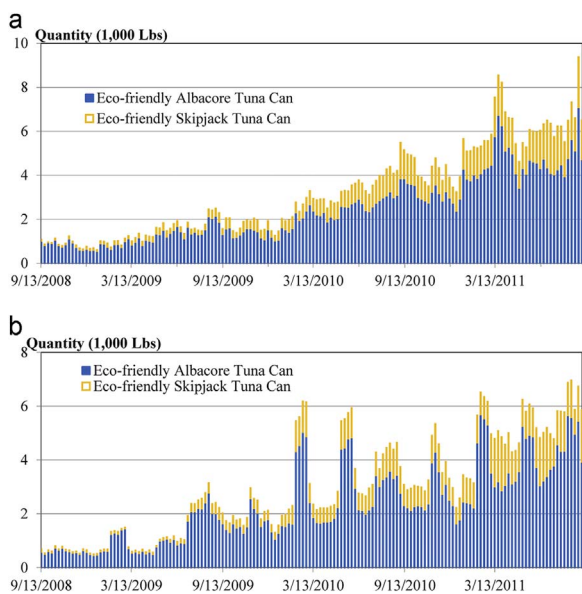 a
Quantity (1,000 Lbs)
10
Eco-friendly Albacore Tuna Can
8
Eco-friendly Skipjack Tuna Can
6
4
2
0
9/13/2008 3/13/2009 9/13/2009 3/13/2010 9/13/2010 3/13/2011
b
Quantity (1,000 Lbs)
8
Eco-friendly Albacore Tuna Can
Eco-friendly Skipjack Tuna Can
6
4
2
0
9/13/2008 3/13/2009 9/13/2009 3/13/2010 9/13/2010 3/13/2011